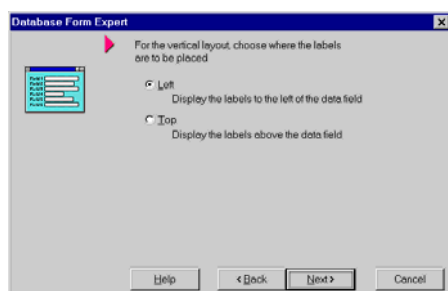 Database Form Expert
For the vertical layout, choose where the labels
are to be placed
Left
Display the labels to the left of the data field
Top
Display the labels above the data field
Help
< Back
Next >
Cancel